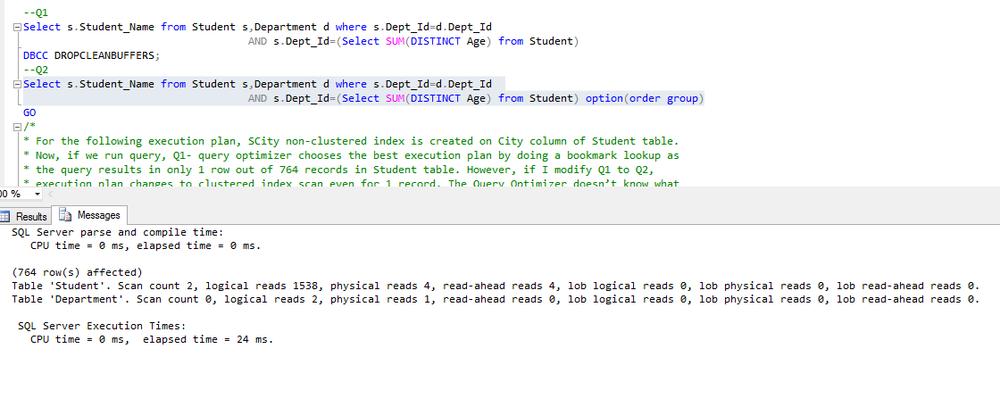 --Q1
Select s.Student_Name from Student s,Department d where s.Dept_Id=d.Dept_Id
AND s.Dept_Id=(Select SUM(DISTINCT Age) from Student)
DBCC DROPCLEANBUFFERS;
--Q2
Select s.Student_Name from Student s,Department d where s.Dept_Id=d.Dept_Id
AND s.Dept_Id=(Select SUM(DISTINCT Age) from Student) option(order group)
GO
/*
* For the following execution plan, SCity non-clustered index is created on City column of Student table.
* Now, if we run query, Q1- query optimizer chooses the best execution plan by doing a bookmark lookup as
* the query results in only 1 row out of 764 records in Student table. However, if I modify Q1 to Q2,
* execution plan changes to clustered index scan even for 1 record. The Query Optimizer doesn't know what
00 %
Results Messages
SQL Server parse and compile time:
CPU time = 0 ms, elapsed time = 0 ms.
(764 row(s) affected)
Table 'Student'. Scan count 2, logical reads 1538, physical reads 4, read-ahead reads 4, lob logical reads 0, lob physical reads 0, lob read-ahead reads 0.
Table 'Department'. Scan count 0, logical reads 2, physical reads 1, read-ahead reads 0, lob logical reads 0, lob physical reads 0, lob read-ahead reads 0.
SQL Server Execution Times:
CPU time = 0 ms,  elapsed time = 24 ms.